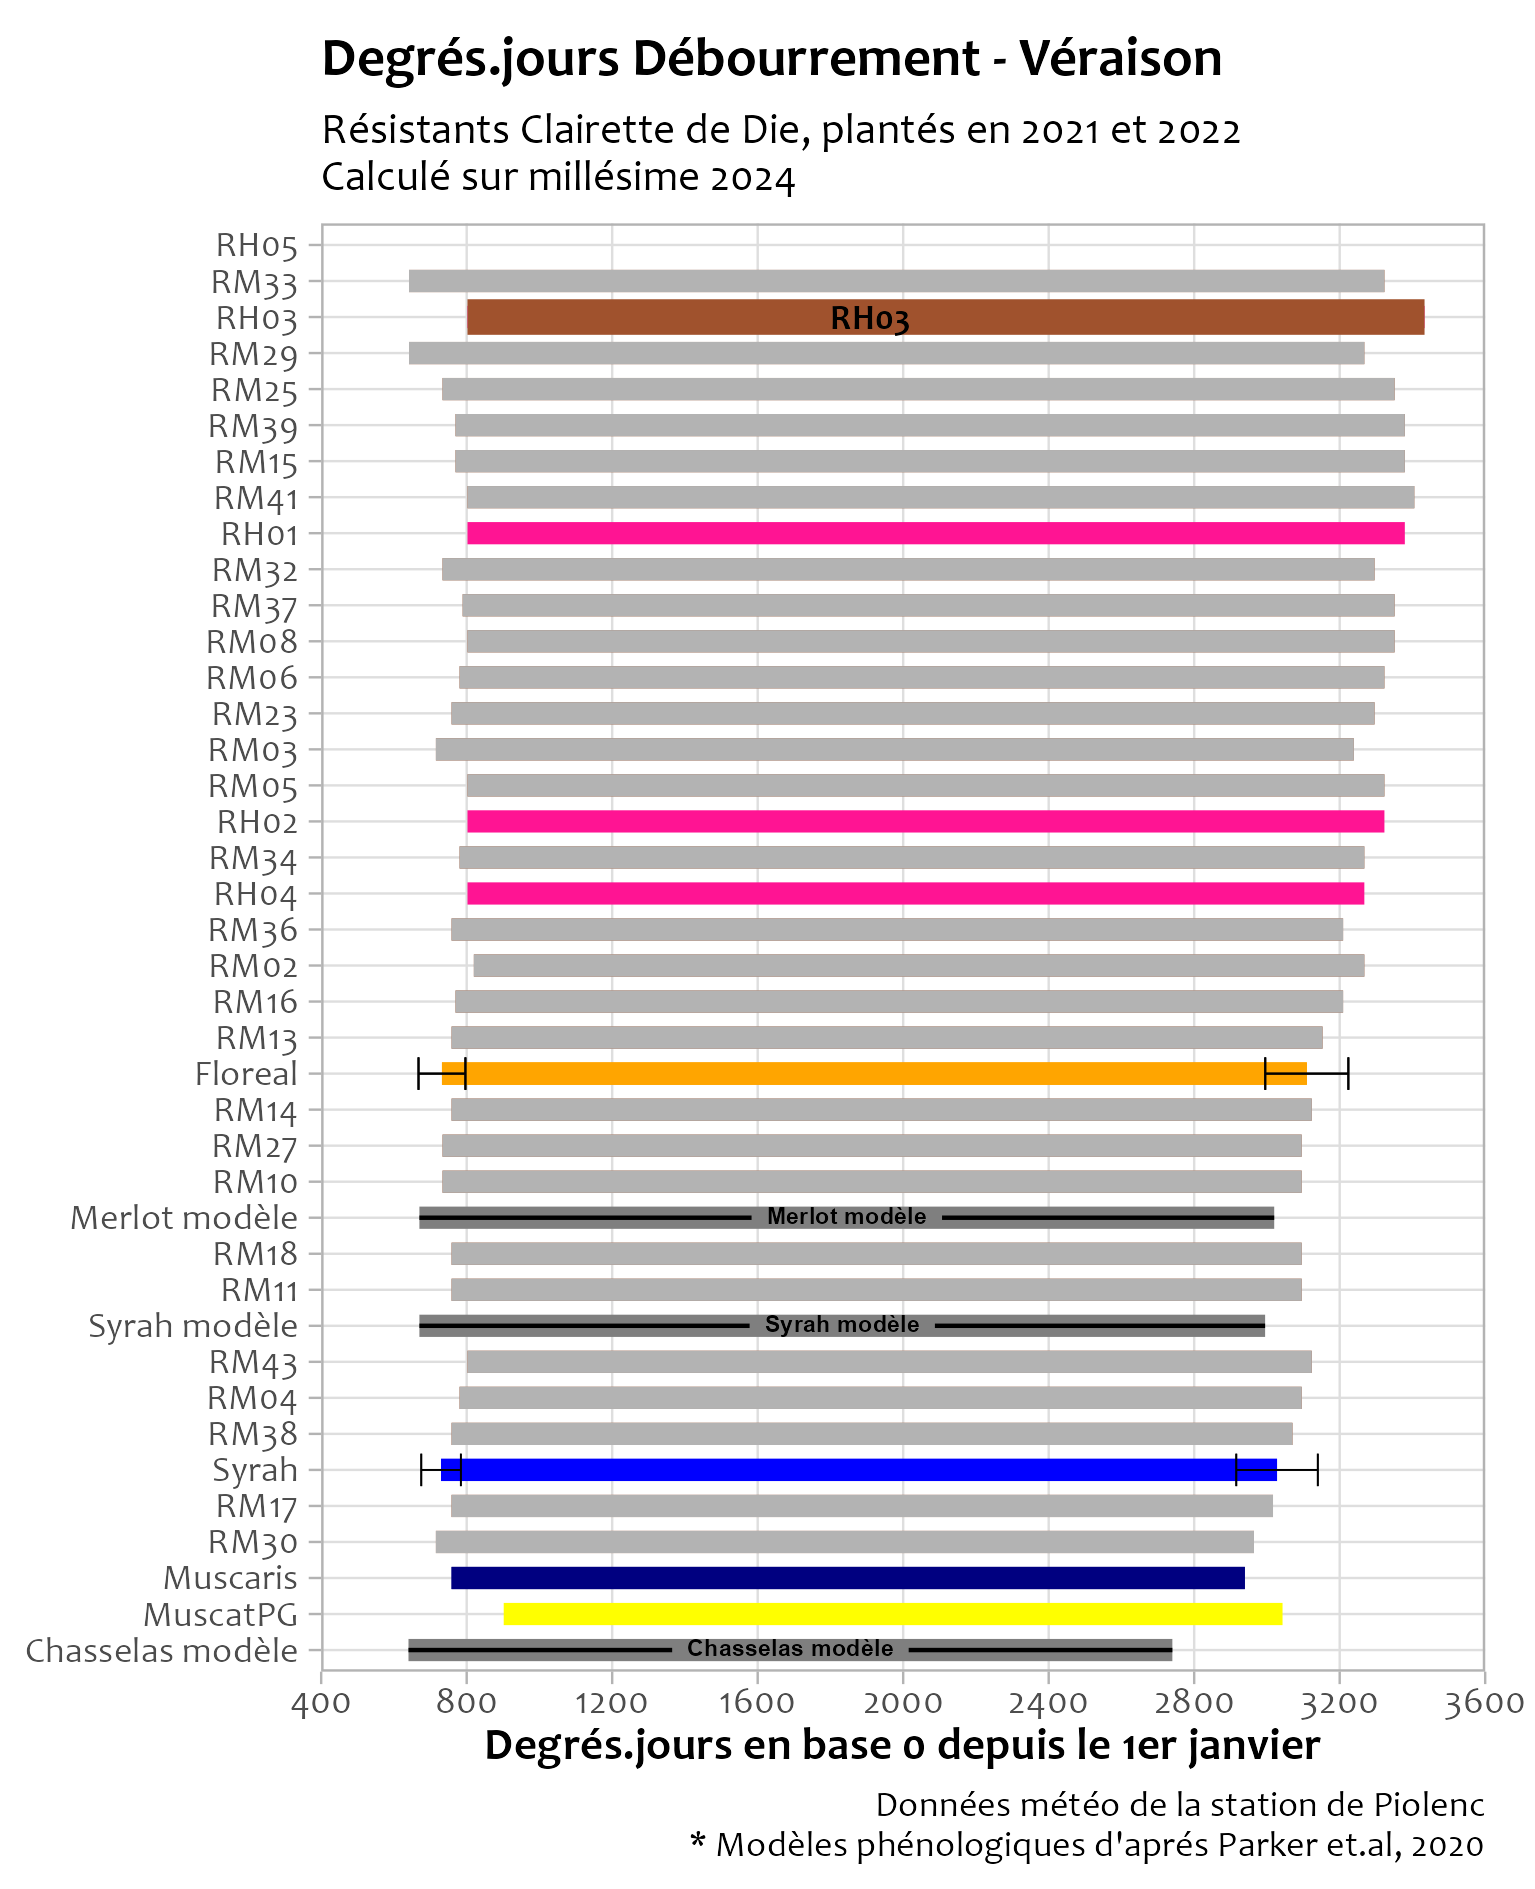 Degrés.jours Débourrement - Véraison
Résistants Clairette de Die, plantés en 2021 et 2022
Calculé sur millésime 2024
RH05
RM33
RH03
RH03
RM29
RM25
RM39
RM15
RM41
RH01
RM32
RM37
RM08
RM06
RM23
RM03
RM05
RH02
RM34
RH04
RM36
RM02
RM16
RM13
Floreal
RM14
RM27
RM10
Merlot modèle
Merlot modèle
RM18
RM11
Syrah modèle
Syrah modèle
RM43
RM04
RM38
Syrah
RM17
RM30
Muscaris
MuscatPG
Chasselas modèle
Chasselas modèle
400 800 1200 1600 2000 2400 2800 3200 3600
Degrés.jours en base 0 depuis le 1er janvier
Données météo de la station de Piolenc
* Modèles phénologiques d'aprés Parker et.al, 2020